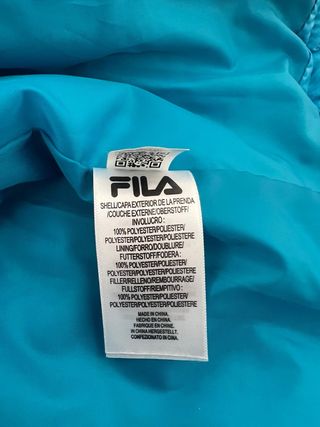 FILA
SHELL/CAPA EXTERIOR DE LA PRENDA
/COUCHE EXTERNE/OBERSTOFF/
INVOLUCRO :
100% POLYESTER/POLIESTER/
POLYESTER/POLYESTER/POLIESTERE
LINING/FORRO/DOUBLURE/
FUTTERSTOFF/FODERA :
100% POLYESTER/POLIESTER/
POLYESTER/POLYESTER/POLIESTERE
FILLER/RELLENO/REMBOURRAGE/
FULLSTOFF/RIEMPITIVO :
100% POLYESTER/POLIESTER/
POLYESTER/POLYESTER/POLIESTERE
MADE IN CHINA.
HECHO EN CHINA.
FABRIQUE EN CHINE.
IN CHINA HERGESTELLT.
CONFEZIONATO IN CINA.